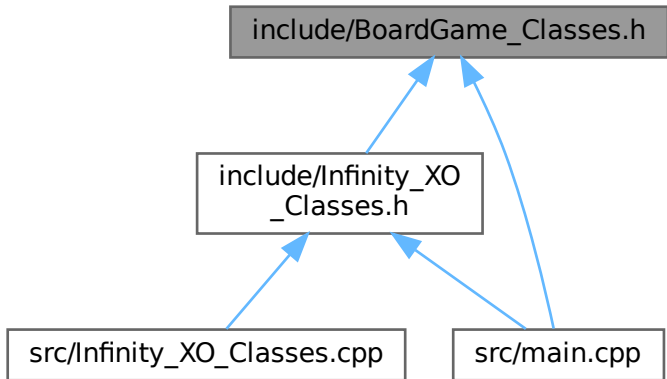 include/BoardGame_Classes.h
include/Infinity_XO
_Classes.h
src/Infinity_XO_Classes.cpp
src/main.cpp